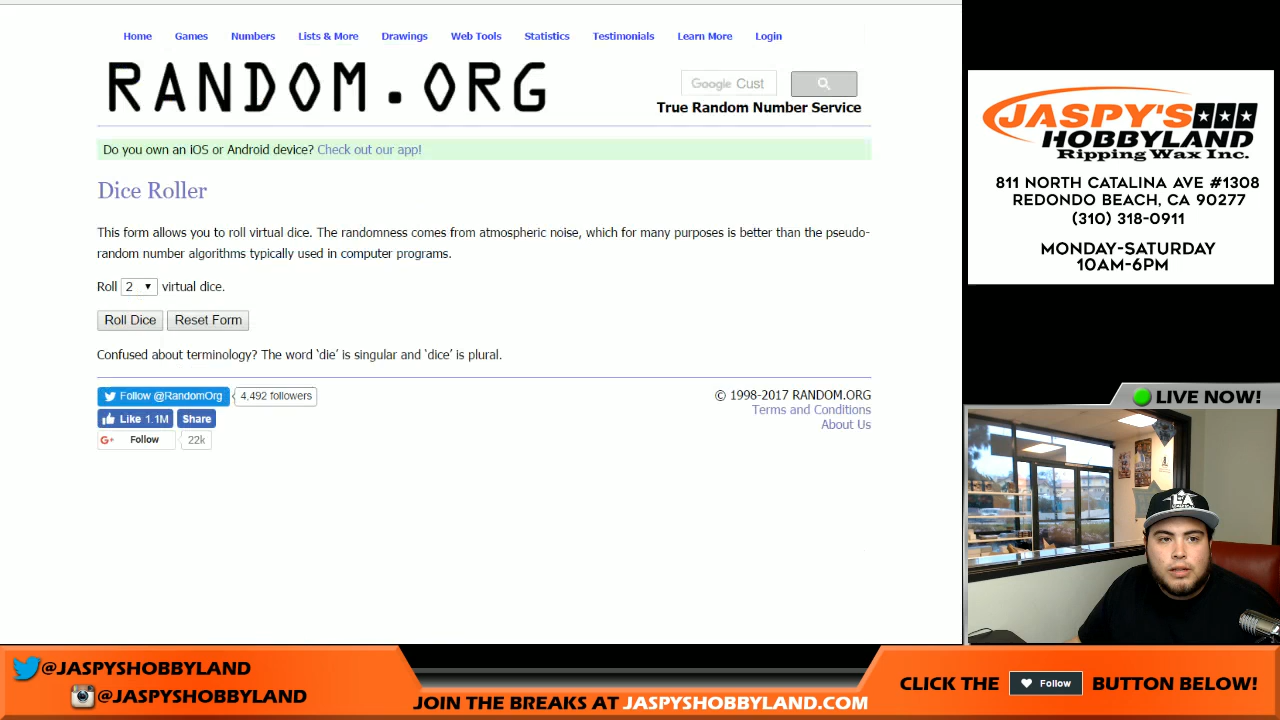 Home Games Numbers Lists & More Drawings Web Tools Statistics Testimonials Learn More Login
RANDOM.ORG
Google Cust
True Random Number Service
Do you own an iOS or Android device? Check out our app!
Dice Roller
This form allows you to roll virtual dice. The randomness comes from atmospheric noise, which for many purposes is better than the pseudo-
random number algorithms typically used in computer programs.
Roll 2 virtual dice.
Roll Dice Reset Form
Confused about terminology? The word ‘die’ is singular and ‘dice’ is plural.
Follow @RandomOrg 4,492 followers
Like 1.1M Share
G+ Follow 22k
© 1998-2017 RANDOM.ORG
Terms and Conditions
About Us
JASPY'S
HOBBYLAND
Ripping Wax Inc.
811 NORTH CATALINA AVE #1308
REDONDO BEACH, CA 90277
(310) 318-0911
MONDAY-SATURDAY
10AM-6PM
LIVE NOW!
LA
@JASPYSHOBBYLAND
@JASPYSHOBBYLAND
JOIN THE BREAKS AT JASPYSHOBBYLAND.COM
CLICK THE Follow BUTTON BELOW!